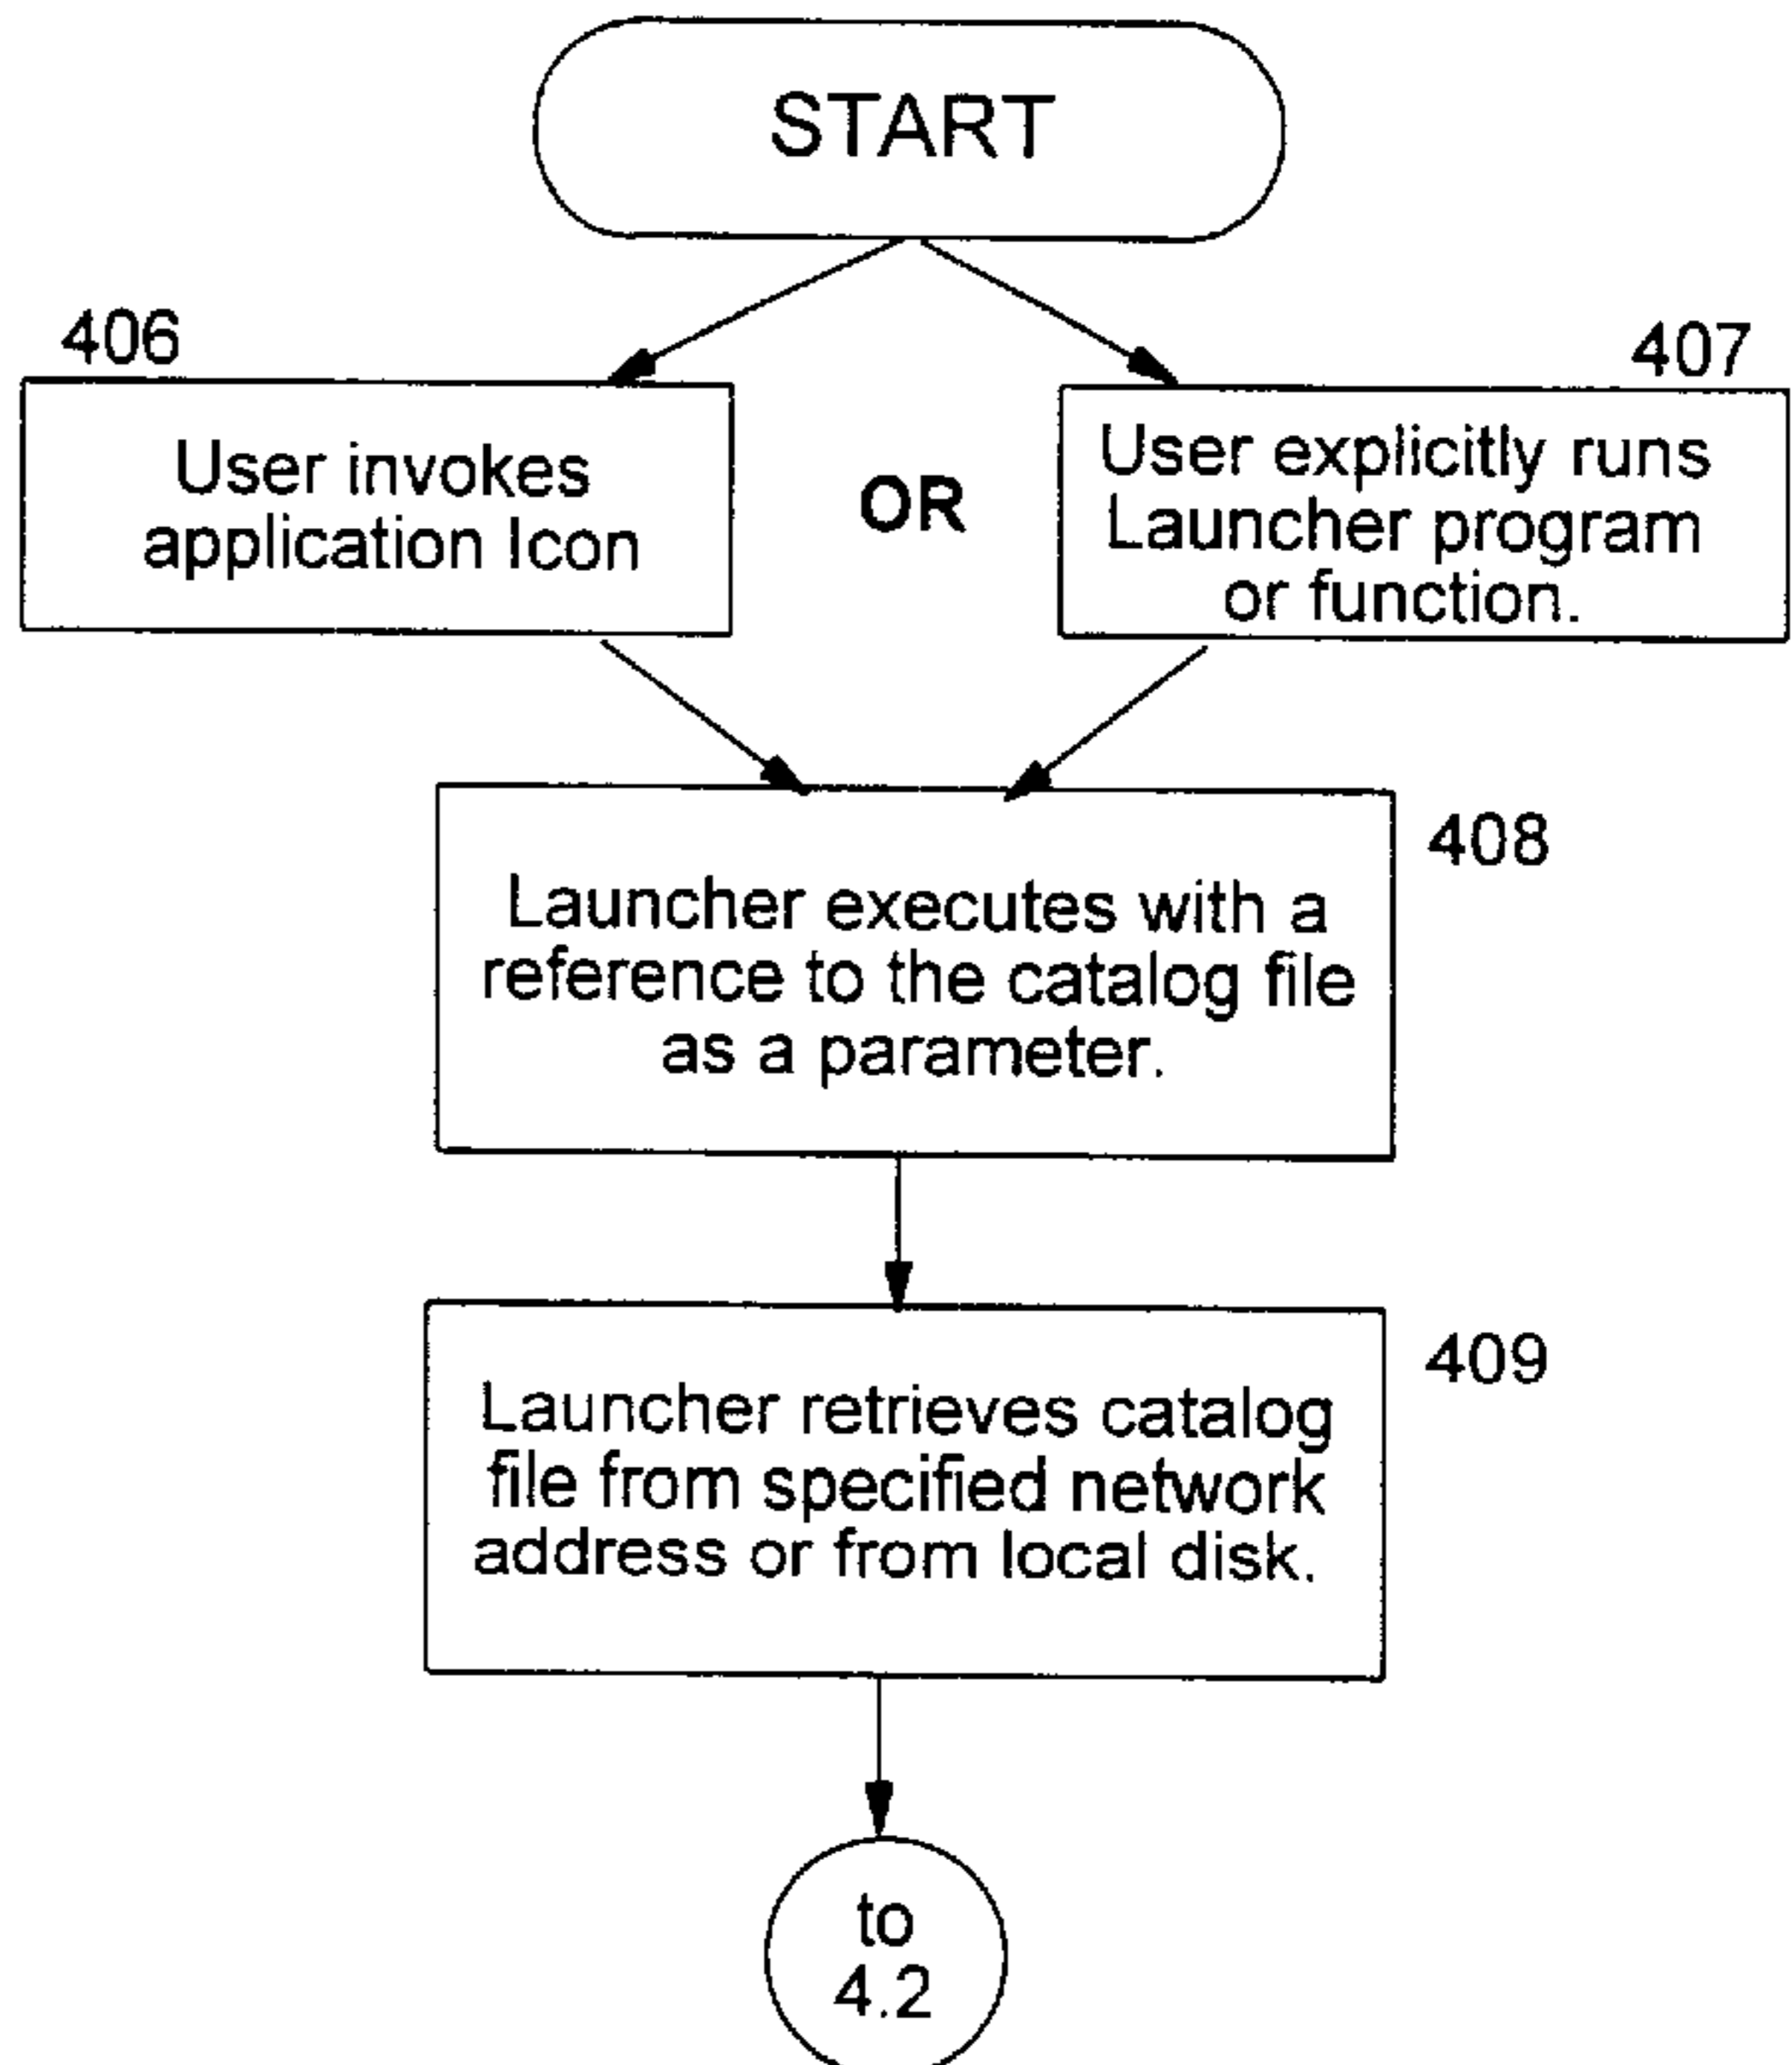 START
406
407
User invokes
application Icon
OR
User explicitly runs
Launcher program
or function.
408
Launcher executes with a
reference to the catalog file
as a parameter.
409
Launcher retrieves catalog
file from specified network
address or from local disk.
to
4.2